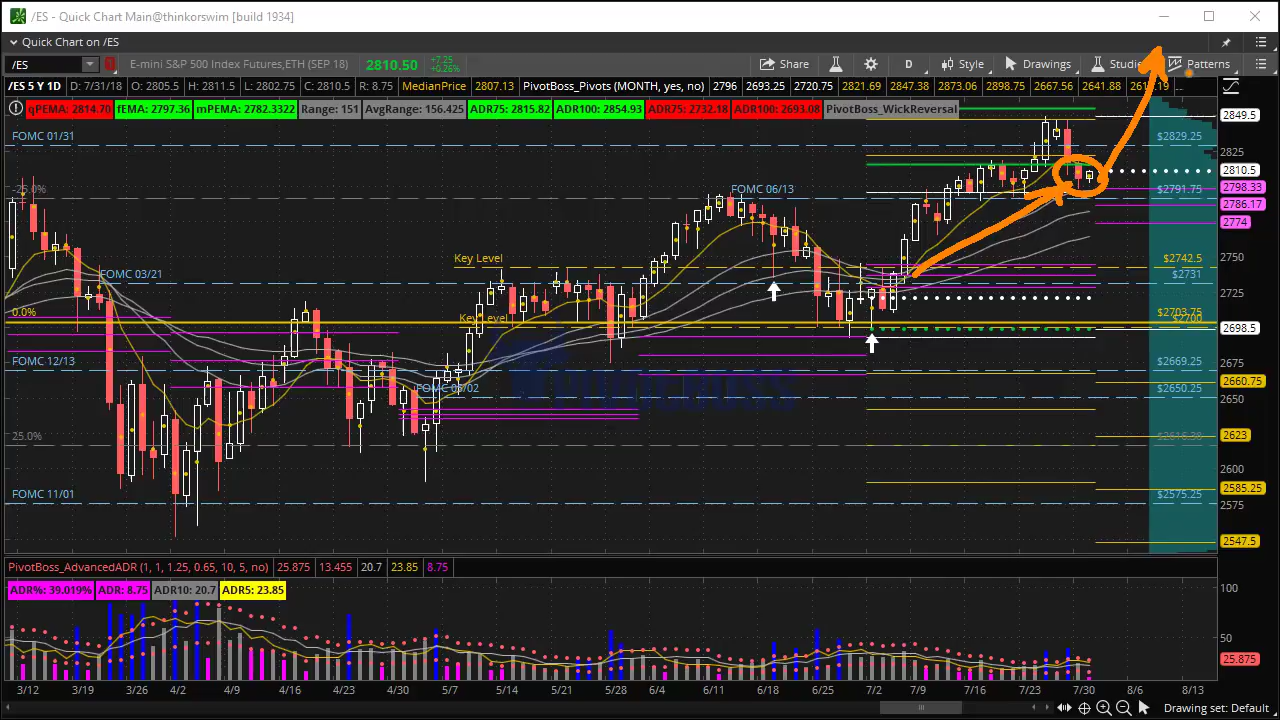 /ES - Quick Chart Main@thinkorswim [build 1934]
Quick Chart on /ES
/ES E-mini S&P 500 Index Futures,ETH (SEP 18) 2810.50 +7.25 +0.26% Share D Style Drawings Patterns
/ES 5 Y 1D D: 7/31/18 O: 2805.5 H: 2811.5 L: 2802.75 C: 2810.5 R: 8.75 MedianPrice 2807.13 PivotBoss_Pivots (MONTH, yes, no) 2796 2693.25 2720.75 2821.69 2847.38 2873.06 2898.75 2667.56 2641.88 ...
qPEMA: 2814.70 fEMA: 2797.36 mPEMA: 2782.3322 Range: 151 AvgRange: 156.425 ADR75: 2815.82 ADR100: 2854.93 ADR75: 2732.18 ADR100: 2693.08 PivotBoss_WickReversal
2849.5
FOMC 01/31 $2829.25
2825
2810.5
-25.0% FOMC 06/13 $2791.75 2798.33
2786.17
2774
Key Level $2742.5 2750
FOMC 03/21 $2731
2725
0.0% Key Level $2703.75
$2700
2698.5
FOMC 12/13 $2669.25 2675
2660.75
FOMC 05/02 $2650.25 2650
25.0% 2623
2600
FOMC 11/01 $2575.25 2585.25
2575
2547.5
PivotBoss_AdvancedADR (1, 1, 1.25, 0.65, 10, 5, no) 25.875 13.455 20.7 23.85 8.75
ADR%: 39.019% ADR: 8.75 ADR10: 20.7 ADR5: 23.85 100
50
25.875
3/12 3/19 3/26 4/2 4/9 4/16 4/23 4/30 5/7 5/14 5/21 5/28 6/4 6/11 6/18 6/25 7/2 7/9 7/16 7/23 7/30 8/6 8/13
Drawing set: Default